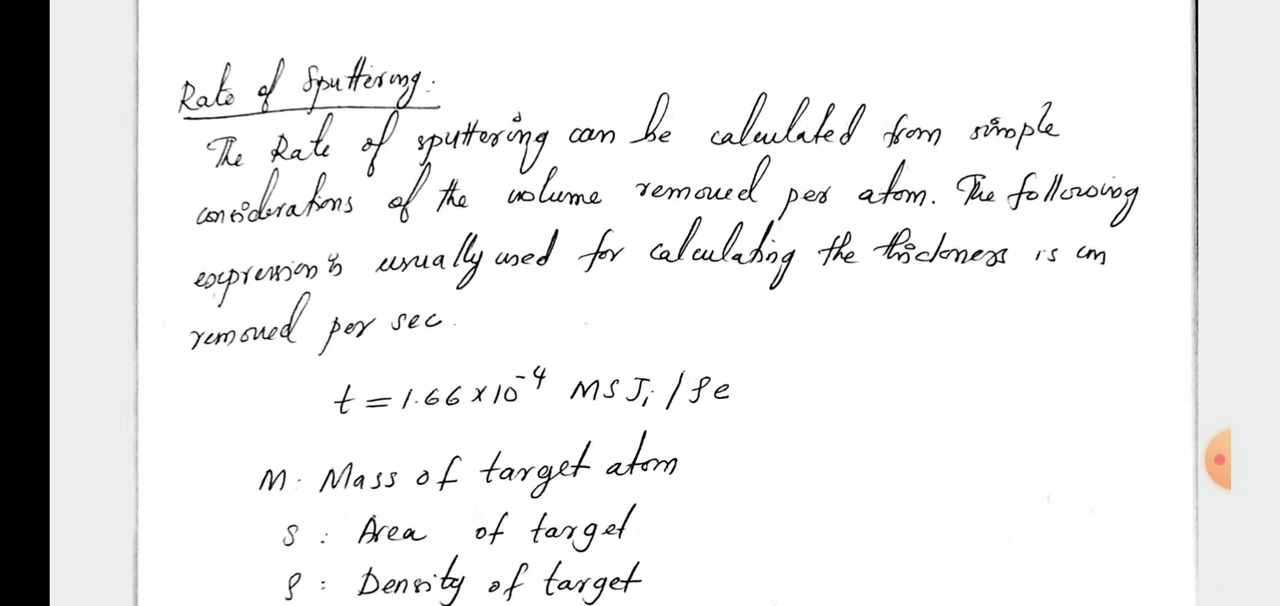 Rate of Sputtering:
The Rate of sputtering can be calculated from simple
considerations of the volume removed per atom. The following
expression is usually used for calculating the thickness is cm
removed per sec.
t = 1.66 × 10⁻⁴ MSJᵢ / ρe
M: Mass of target atom
S : Area of target
ρ : Density of target